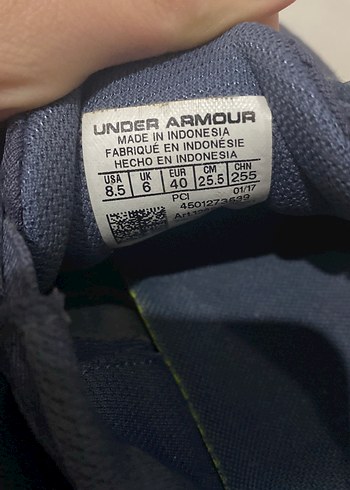 UNDER ARMOUR
MADE IN INDONESIA
FABRIQUÉ EN INDONÉSIE
HECHO EN INDONESIA
USA UK EUR CM CHN
8.5 6 40 25.5 255
PCI 01/17